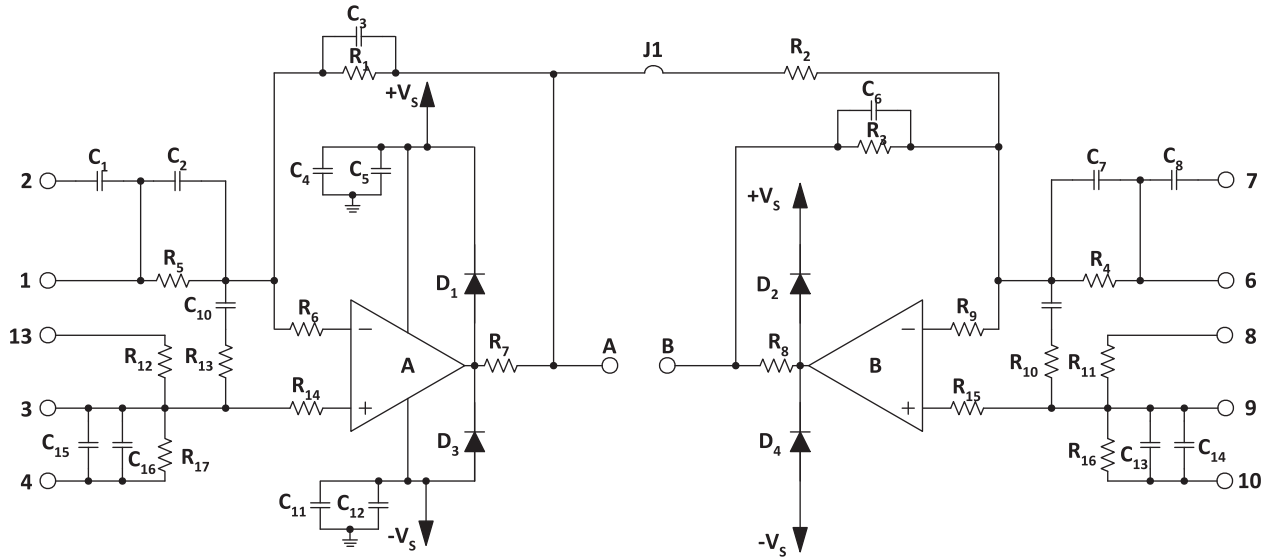 C3
R1
J1
R2
+VS
C6
R3
C4
C5
C1
C2
2
C7
C8
7
+VS
R5
1
R4
6
C10
D1
D2
R6
R9
13
8
R12
R13
−
A
R7
A
B
R8
−
B
R10
R11
R14
R15
3
+
+
9
C15
C16
R17
D3
D4
R16
C13
C14
4
10
C11
C12
-VS
-VS